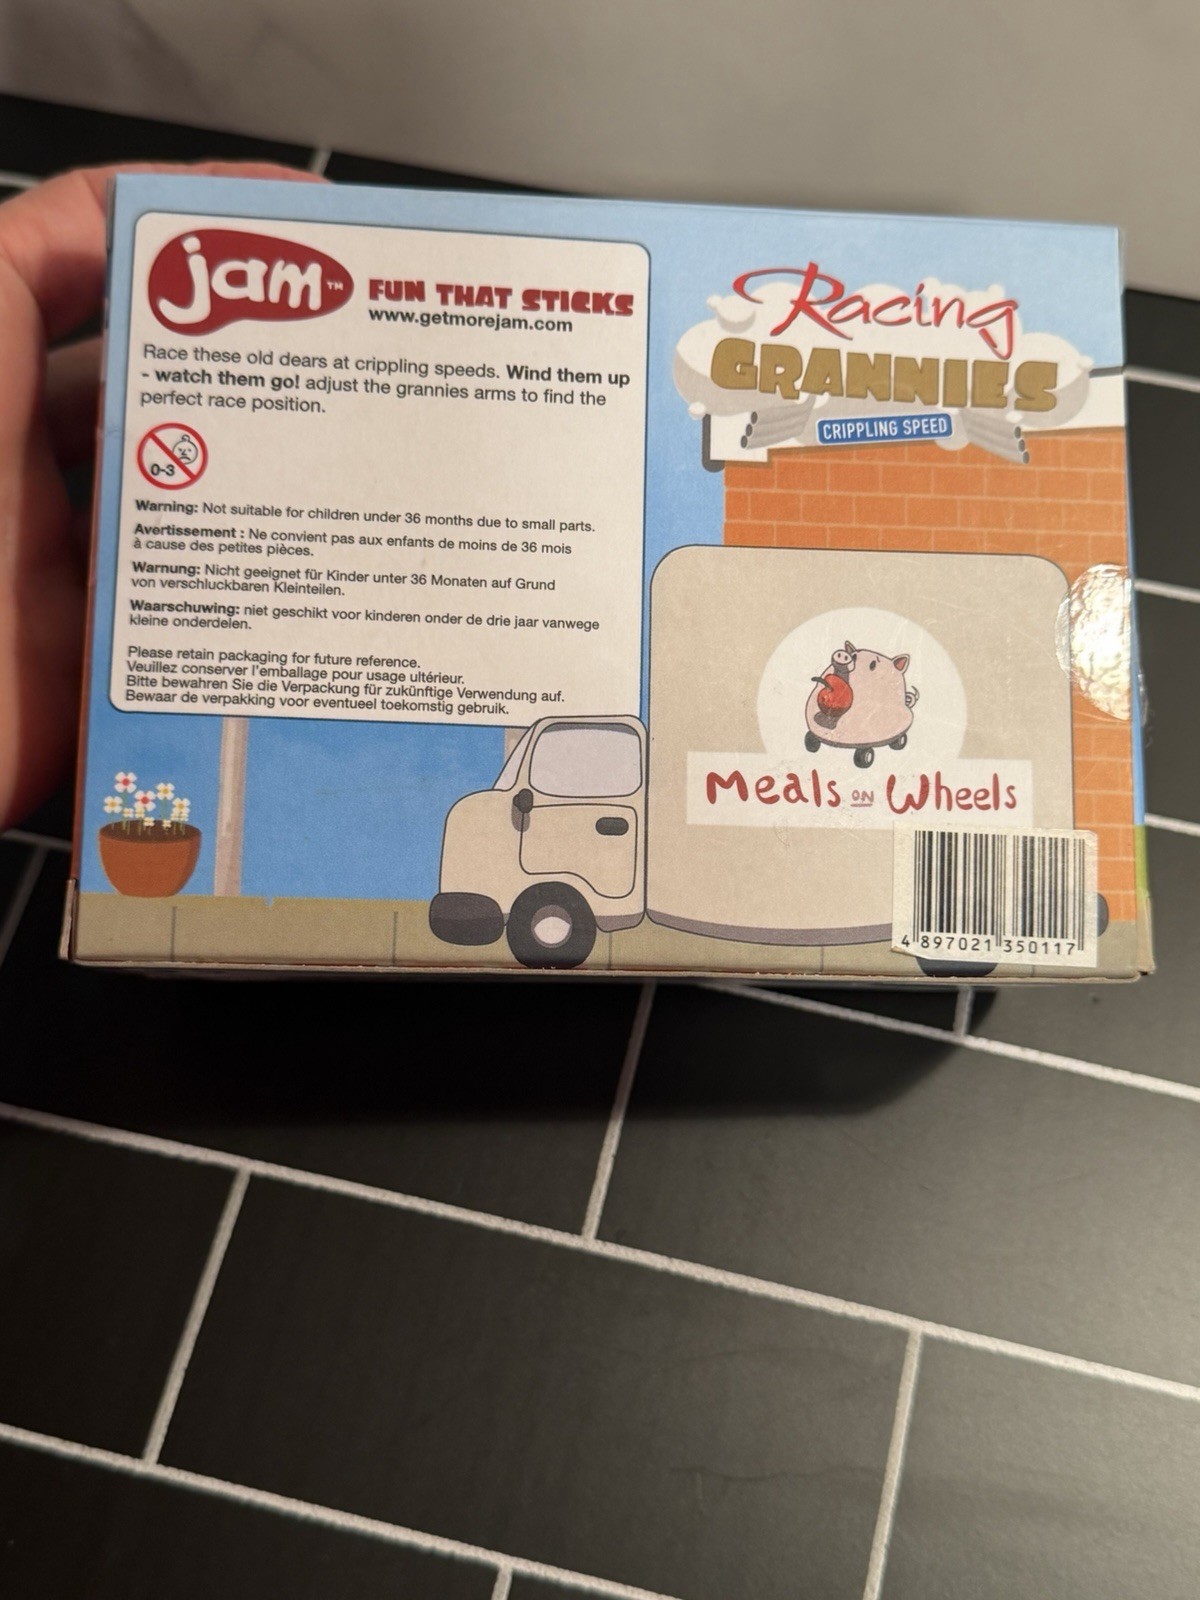 jam™
FUN THAT STICKS
www.getmorejam.com
Race these old dears at crippling speeds. Wind them up
- watch them go! adjust the grannies arms to find the
perfect race position.
0-3
Warning: Not suitable for children under 36 months due to small parts.
Avertissement : Ne convient pas aux enfants de moins de 36 mois
à cause des petites pièces.
Warnung: Nicht geeignet für Kinder unter 36 Monaten auf Grund
von verschluckbaren Kleinteilen.
Waarschuwing: niet geschikt voor kinderen onder de drie jaar vanwege
kleine onderdelen.
Please retain packaging for future reference.
Veuillez conserver l'emballage pour usage ultérieur.
Bitte bewahren Sie die Verpackung für zukünftige Verwendung auf.
Bewaar de verpakking voor eventueel toekomstig gebruik.
Racing
GRANNIES
CRIPPLING SPEED
Meals ON Wheels
4 897021 350117